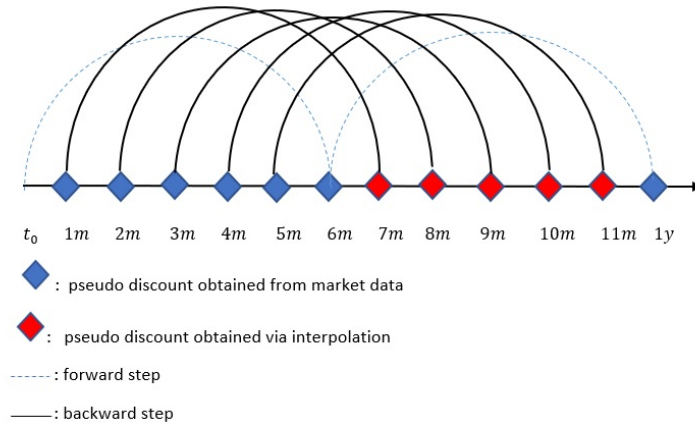 t₀ 1m 2m 3m 4m 5m 6m 7m 8m 9m 10m 11m 1y
: pseudo discount obtained from market data
: pseudo discount obtained via interpolation
: forward step
: backward step